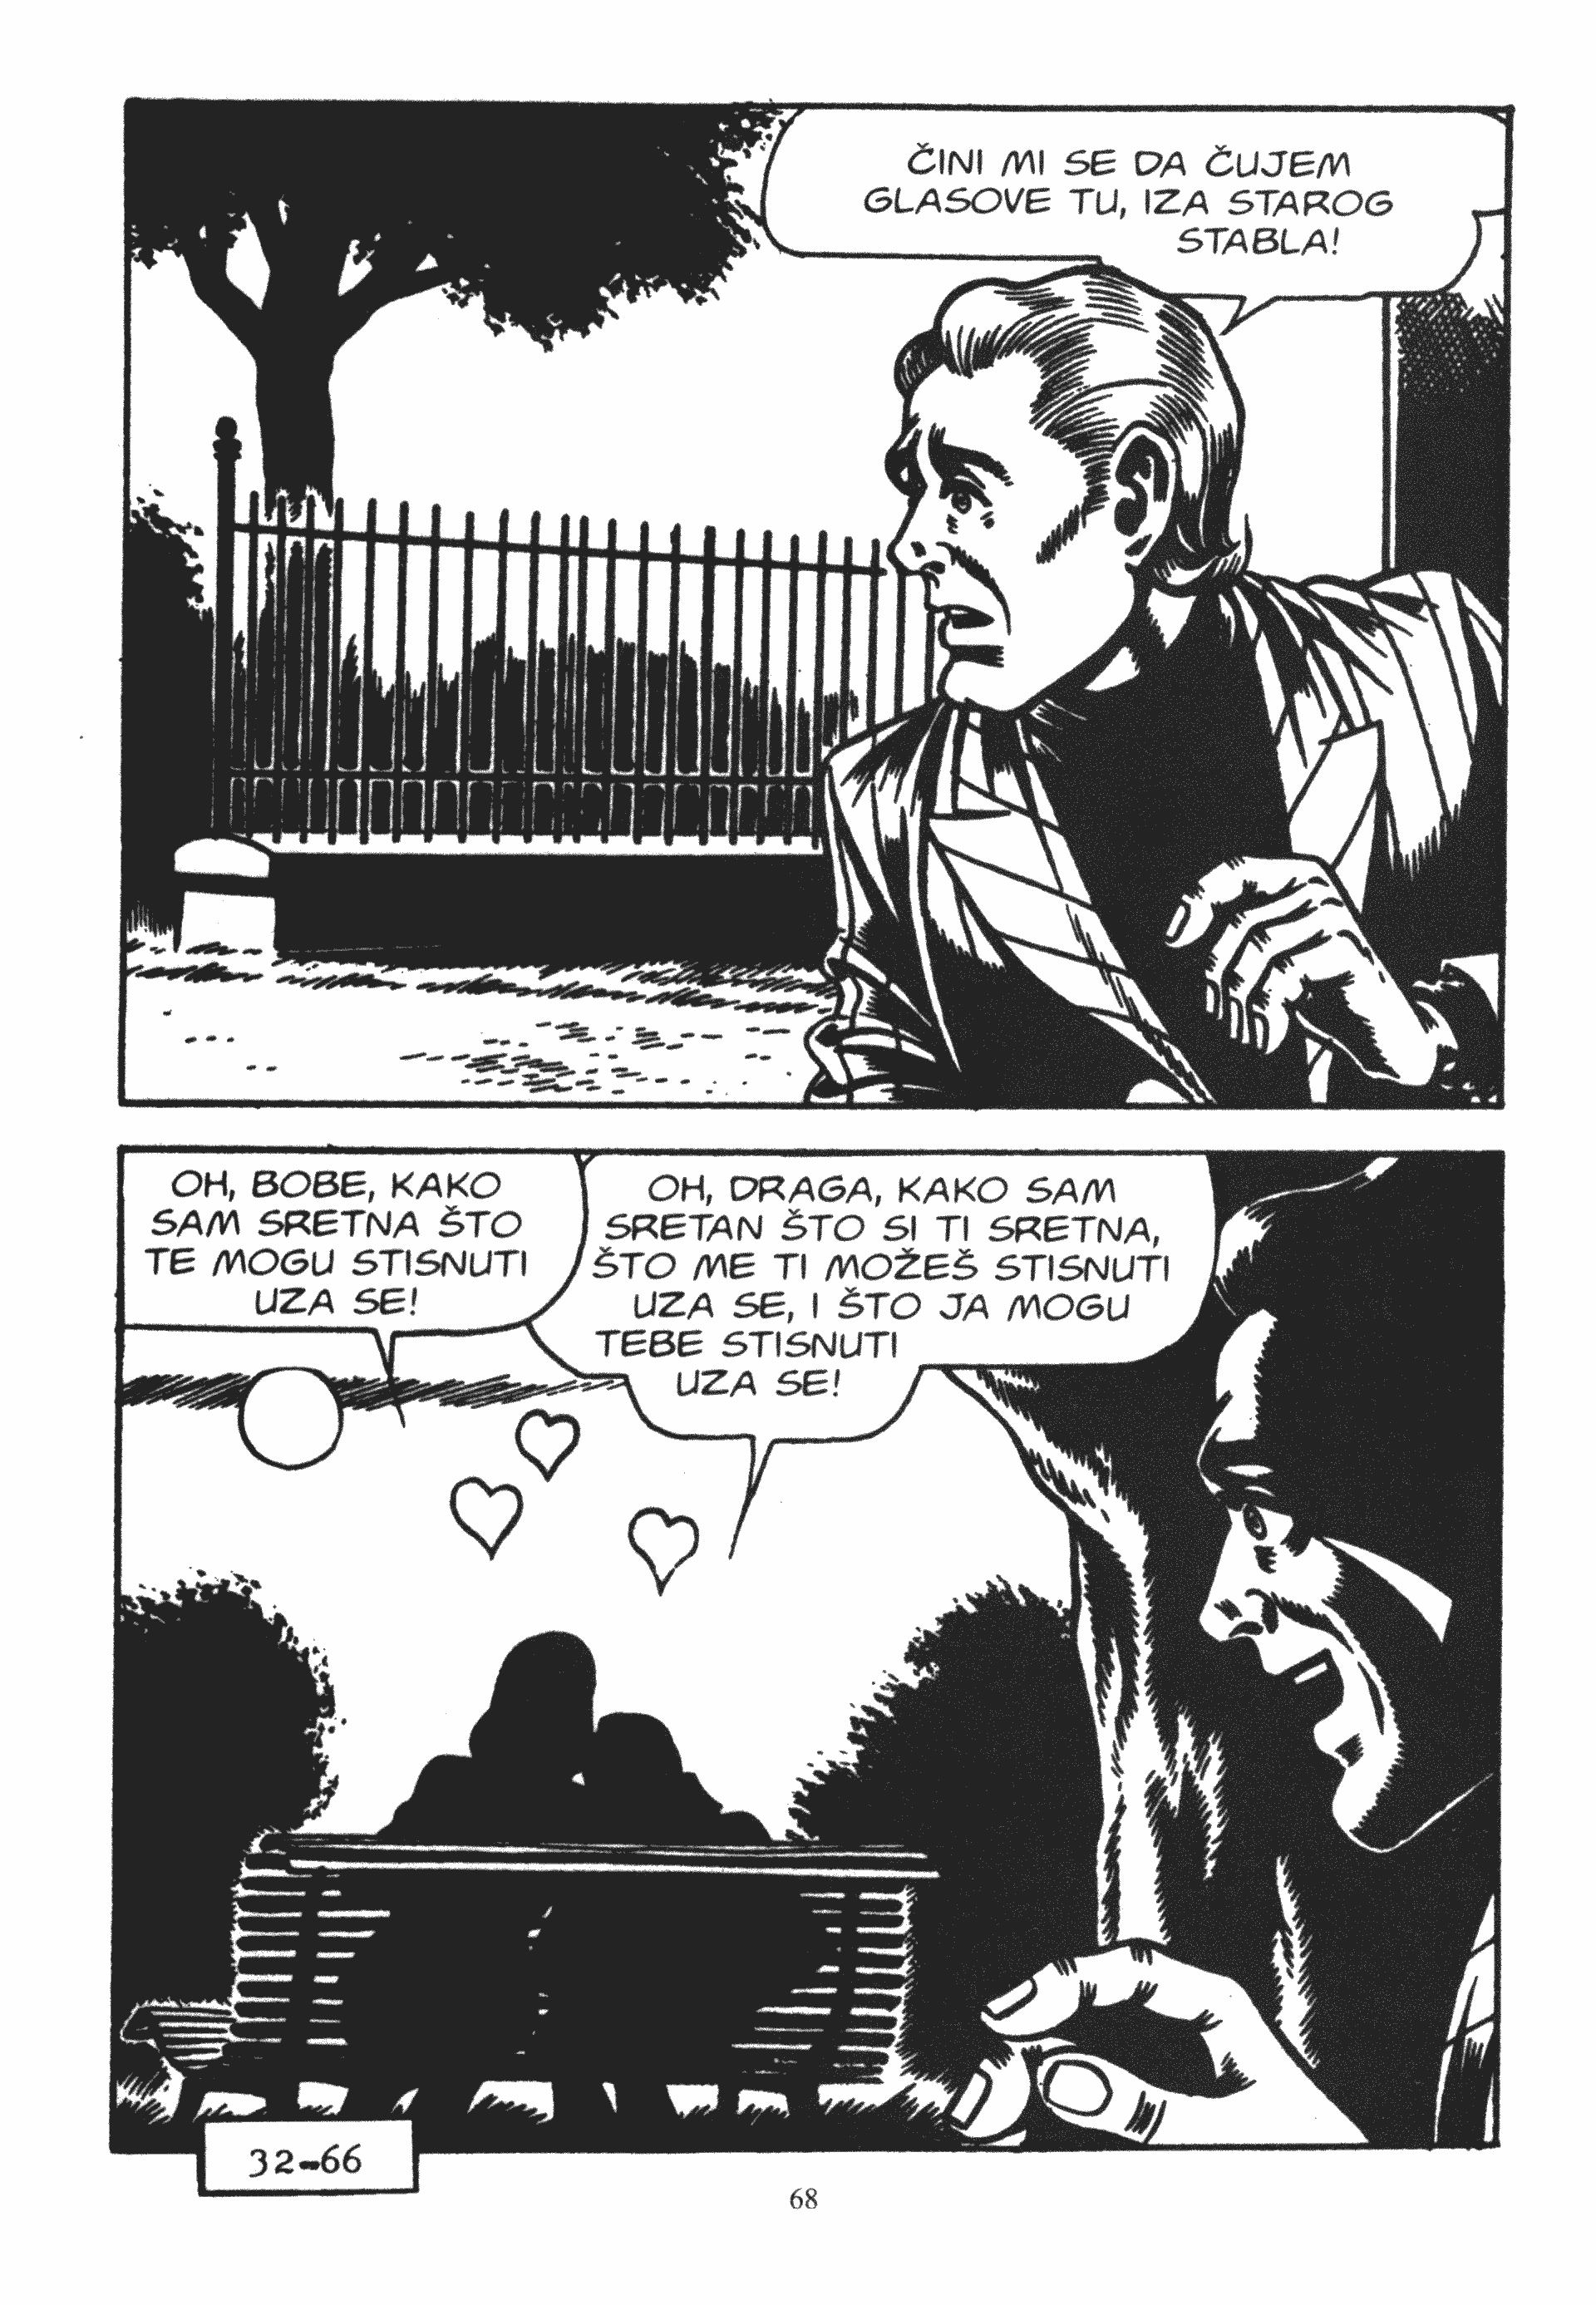 ČINI MI SE DA ČUJEM
GLASOVE TU, IZA STAROG
STABLA!
OH, BOBE, KAKO
SAM SRETNA ŠTO
TE MOGU STISNUTI
UZA SE!
OH, DRAGA, KAKO SAM
SRETAN ŠTO SI TI SRETNA,
ŠTO ME TI MOŽEŠ STISNUTI
UZA SE, I ŠTO JA MOGU
TEBE STISNUTI
UZA SE!
32-66
68